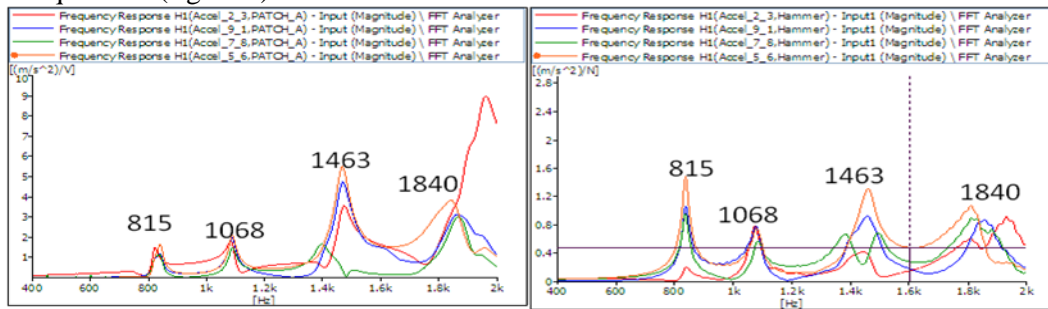 Frequency Response H1(Accel_2_3,PATCH_A) - Input (Magnitude) \ FFT Analyzer
Frequency Response H1(Accel_9_1,PATCH_A) - Input (Magnitude) \ FFT Analyzer
Frequency Response H1(Accel_7_8,PATCH_A) - Input (Magnitude) \ FFT Analyzer
Frequency Response H1(Accel_5_6,PATCH_A) - Input (Magnitude) \ FFT Analyzer
[(m/s^2)/V]
10
9
8
7
6
5
4
3
2
1
815
1068
1463
1840
400
600
800
1k
1.2k
1.4k
1.6k
1.8k
2k
[Hz]
Frequency Response H1(Accel_2_3,Hammer) - Input1 (Magnitude) \ FFT Analyzer
Frequency Response H1(Accel_9_1,Hammer) - Input1 (Magnitude) \ FFT Analyzer
Frequency Response H1(Accel_7_8,Hammer) - Input1 (Magnitude) \ FFT Analyzer
Frequency Response H1(Accel_5_6,Hammer) - Input1 (Magnitude) \ FFT Analyzer
[(m/s^2)/N]
2.8
2.4
2
1.6
1.2
0.8
0.4
0
815
1068
1463
1840
400
600
800
1k
1.2k
1.4k
1.6k
1.8k
2k
[Hz]